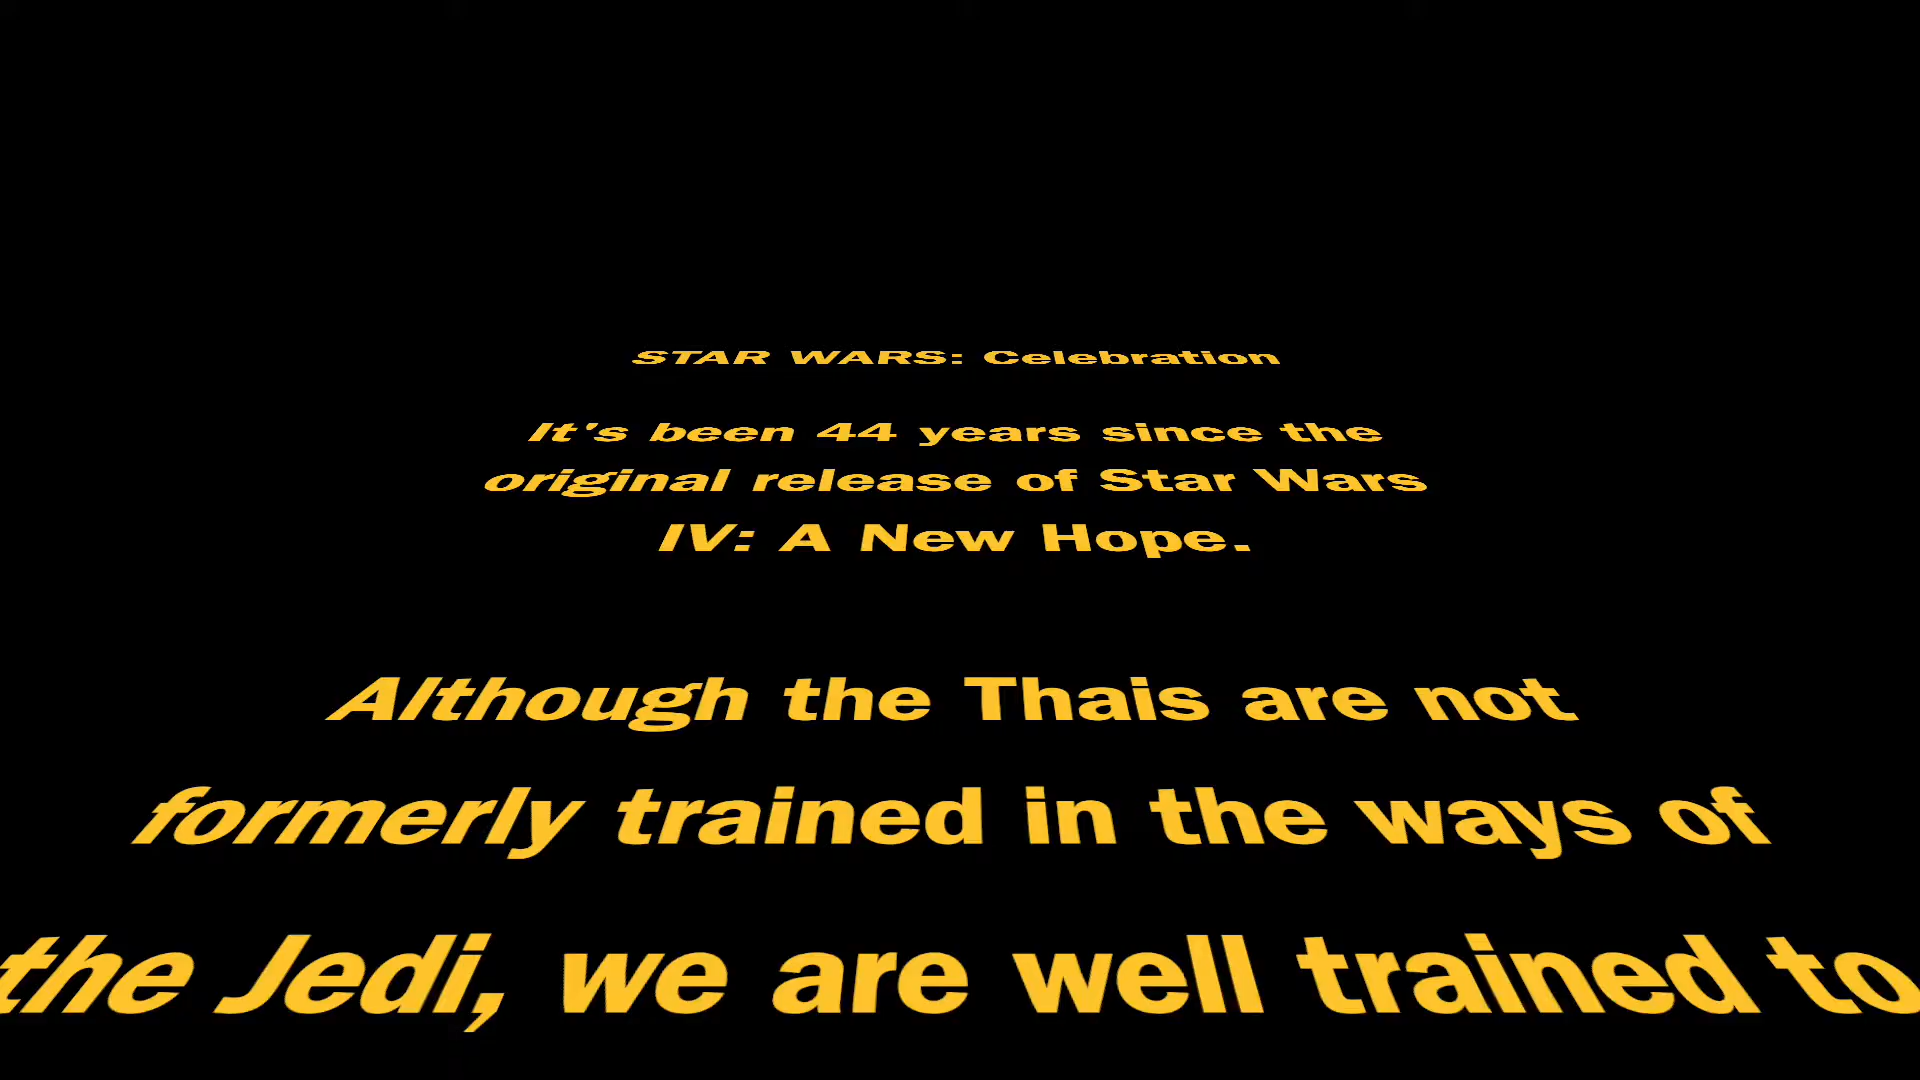 STAR WARS: Celebration
It's been 44 years since the
original release of Star Wars
IV: A New Hope.
Although the Thais are not
formerly trained in the ways of
the Jedi, we are well trained to